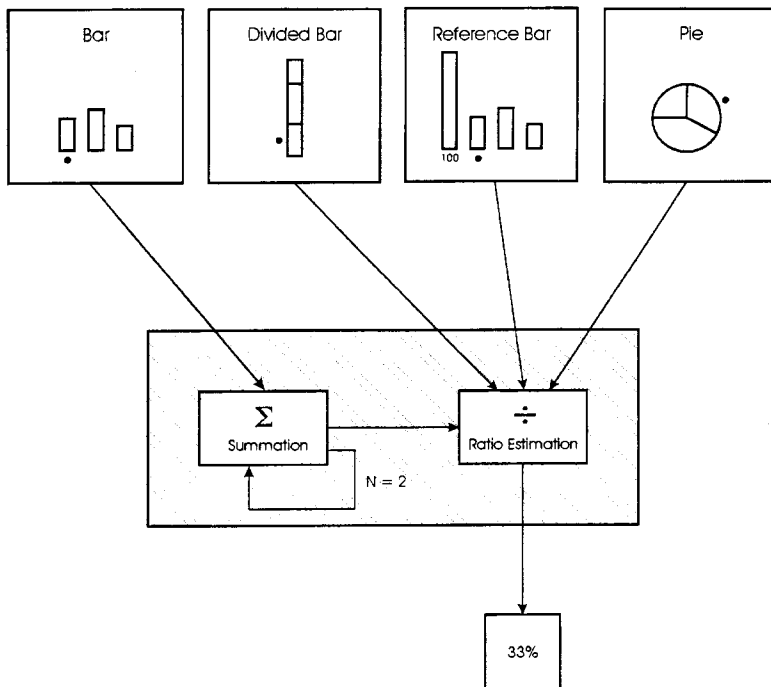 Bar
Divided Bar
Reference Bar
Pie
100
Σ
Summation
÷
Ratio Estimation
N = 2
33%